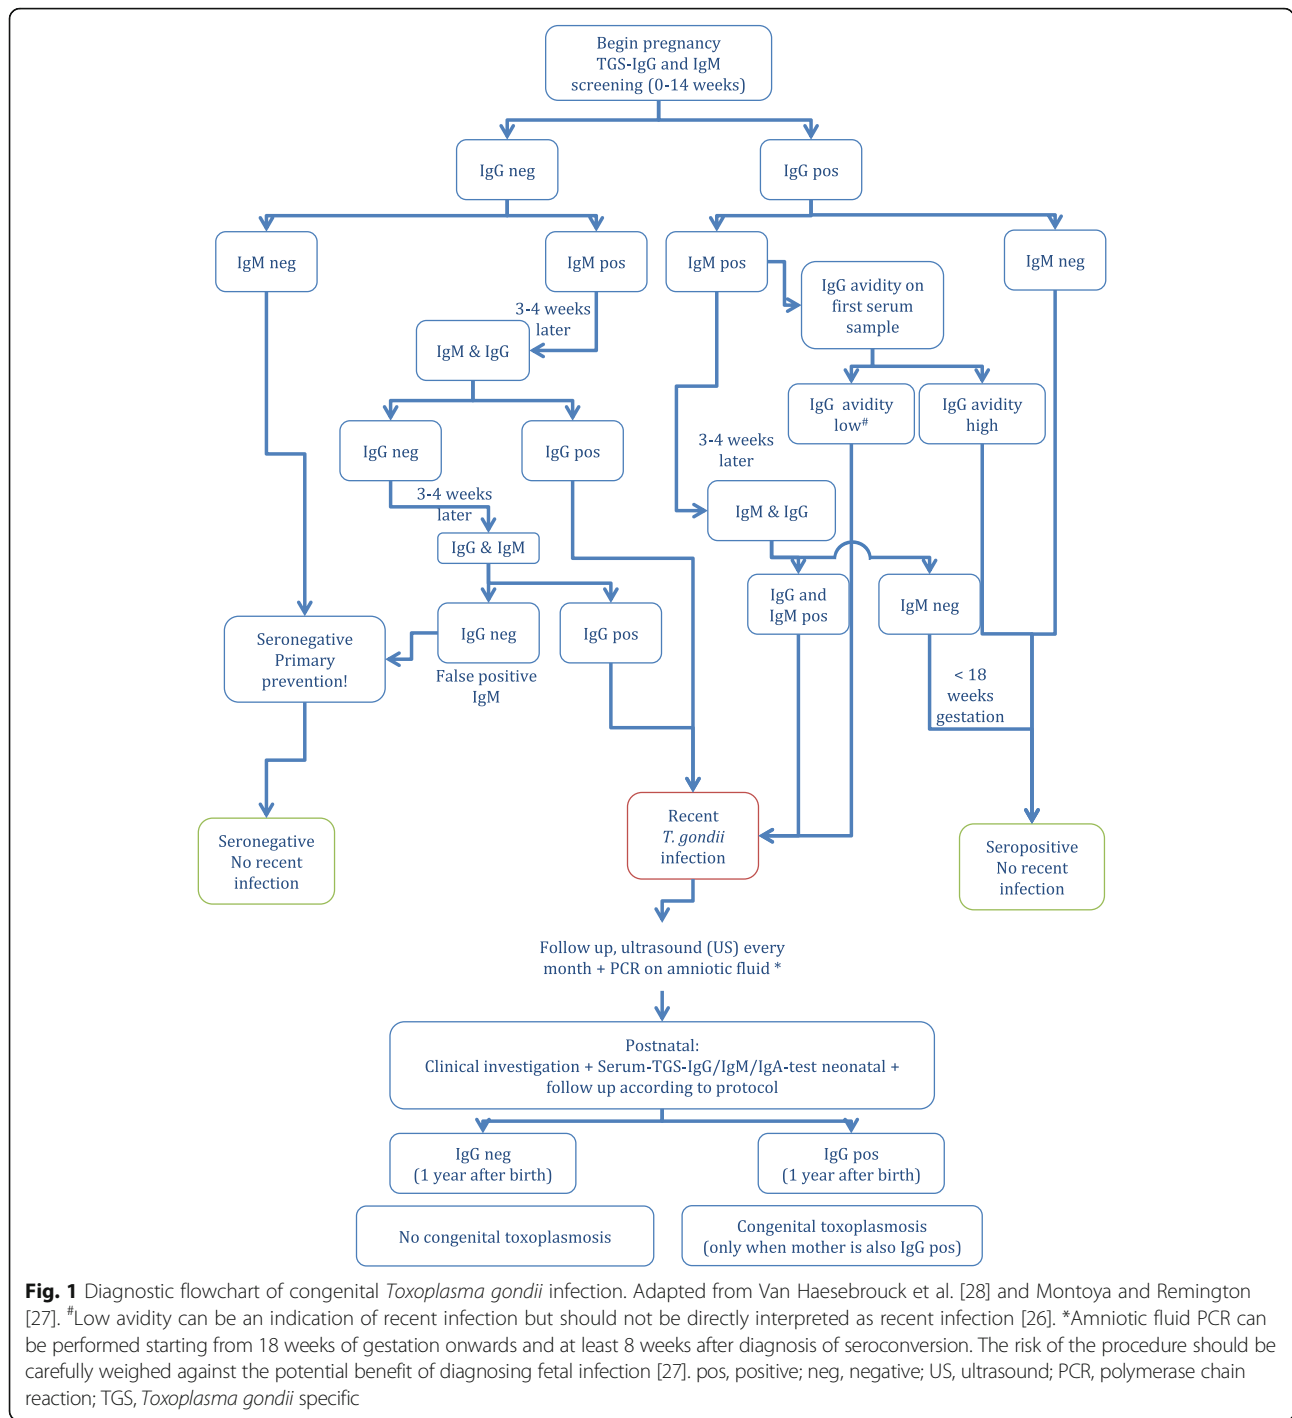 Begin pregnancy
TGS-IgG and IgM
screening (0-14 weeks)
IgG neg
IgG pos
IgM neg
IgM pos
IgM pos
IgM neg
IgG avidity on
first serum
sample
3-4 weeks
later
IgM & IgG
IgG avidity
low#
IgG avidity
high
IgG neg
IgG pos
3-4 weeks
later
3-4 weeks
later
IgM & IgG
IgG & IgM
IgG and
IgM pos
IgM neg
IgG neg
IgG pos
False positive
IgM
Seronegative
Primary
prevention!
< 18
weeks
gestation
Recent
T. gondii
infection
Seronegative
No recent
infection
Seropositive
No recent
infection
Follow up, ultrasound (US) every
month + PCR on amniotic fluid *
Postnatal:
Clinical investigation + Serum-TGS-IgG/IgM/IgA-test neonatal +
follow up according to protocol
IgG neg
(1 year after birth)
IgG pos
(1 year after birth)
No congenital toxoplasmosis
Congenital toxoplasmosis
(only when mother is also IgG pos)
Fig. 1 Diagnostic flowchart of congenital Toxoplasma gondii infection. Adapted from Van Haesebrouck et al. [28] and Montoya and Remington
[27]. #Low avidity can be an indication of recent infection but should not be directly interpreted as recent infection [26]. *Amniotic fluid PCR can
be performed starting from 18 weeks of gestation onwards and at least 8 weeks after diagnosis of seroconversion. The risk of the procedure should be
carefully weighed against the potential benefit of diagnosing fetal infection [27]. pos, positive; neg, negative; US, ultrasound; PCR, polymerase chain
reaction; TGS, Toxoplasma gondii specific